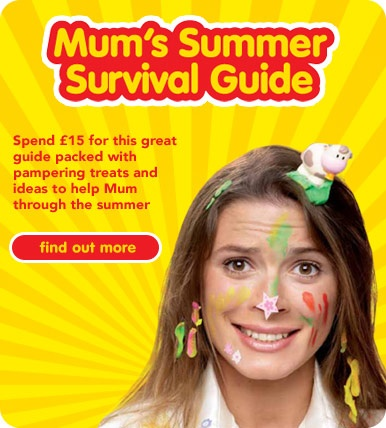 Mum's Summer
Survival Guide
Spend £15 for this great
guide packed with
pampering treats and
ideas to help Mum
through the summer
find out more